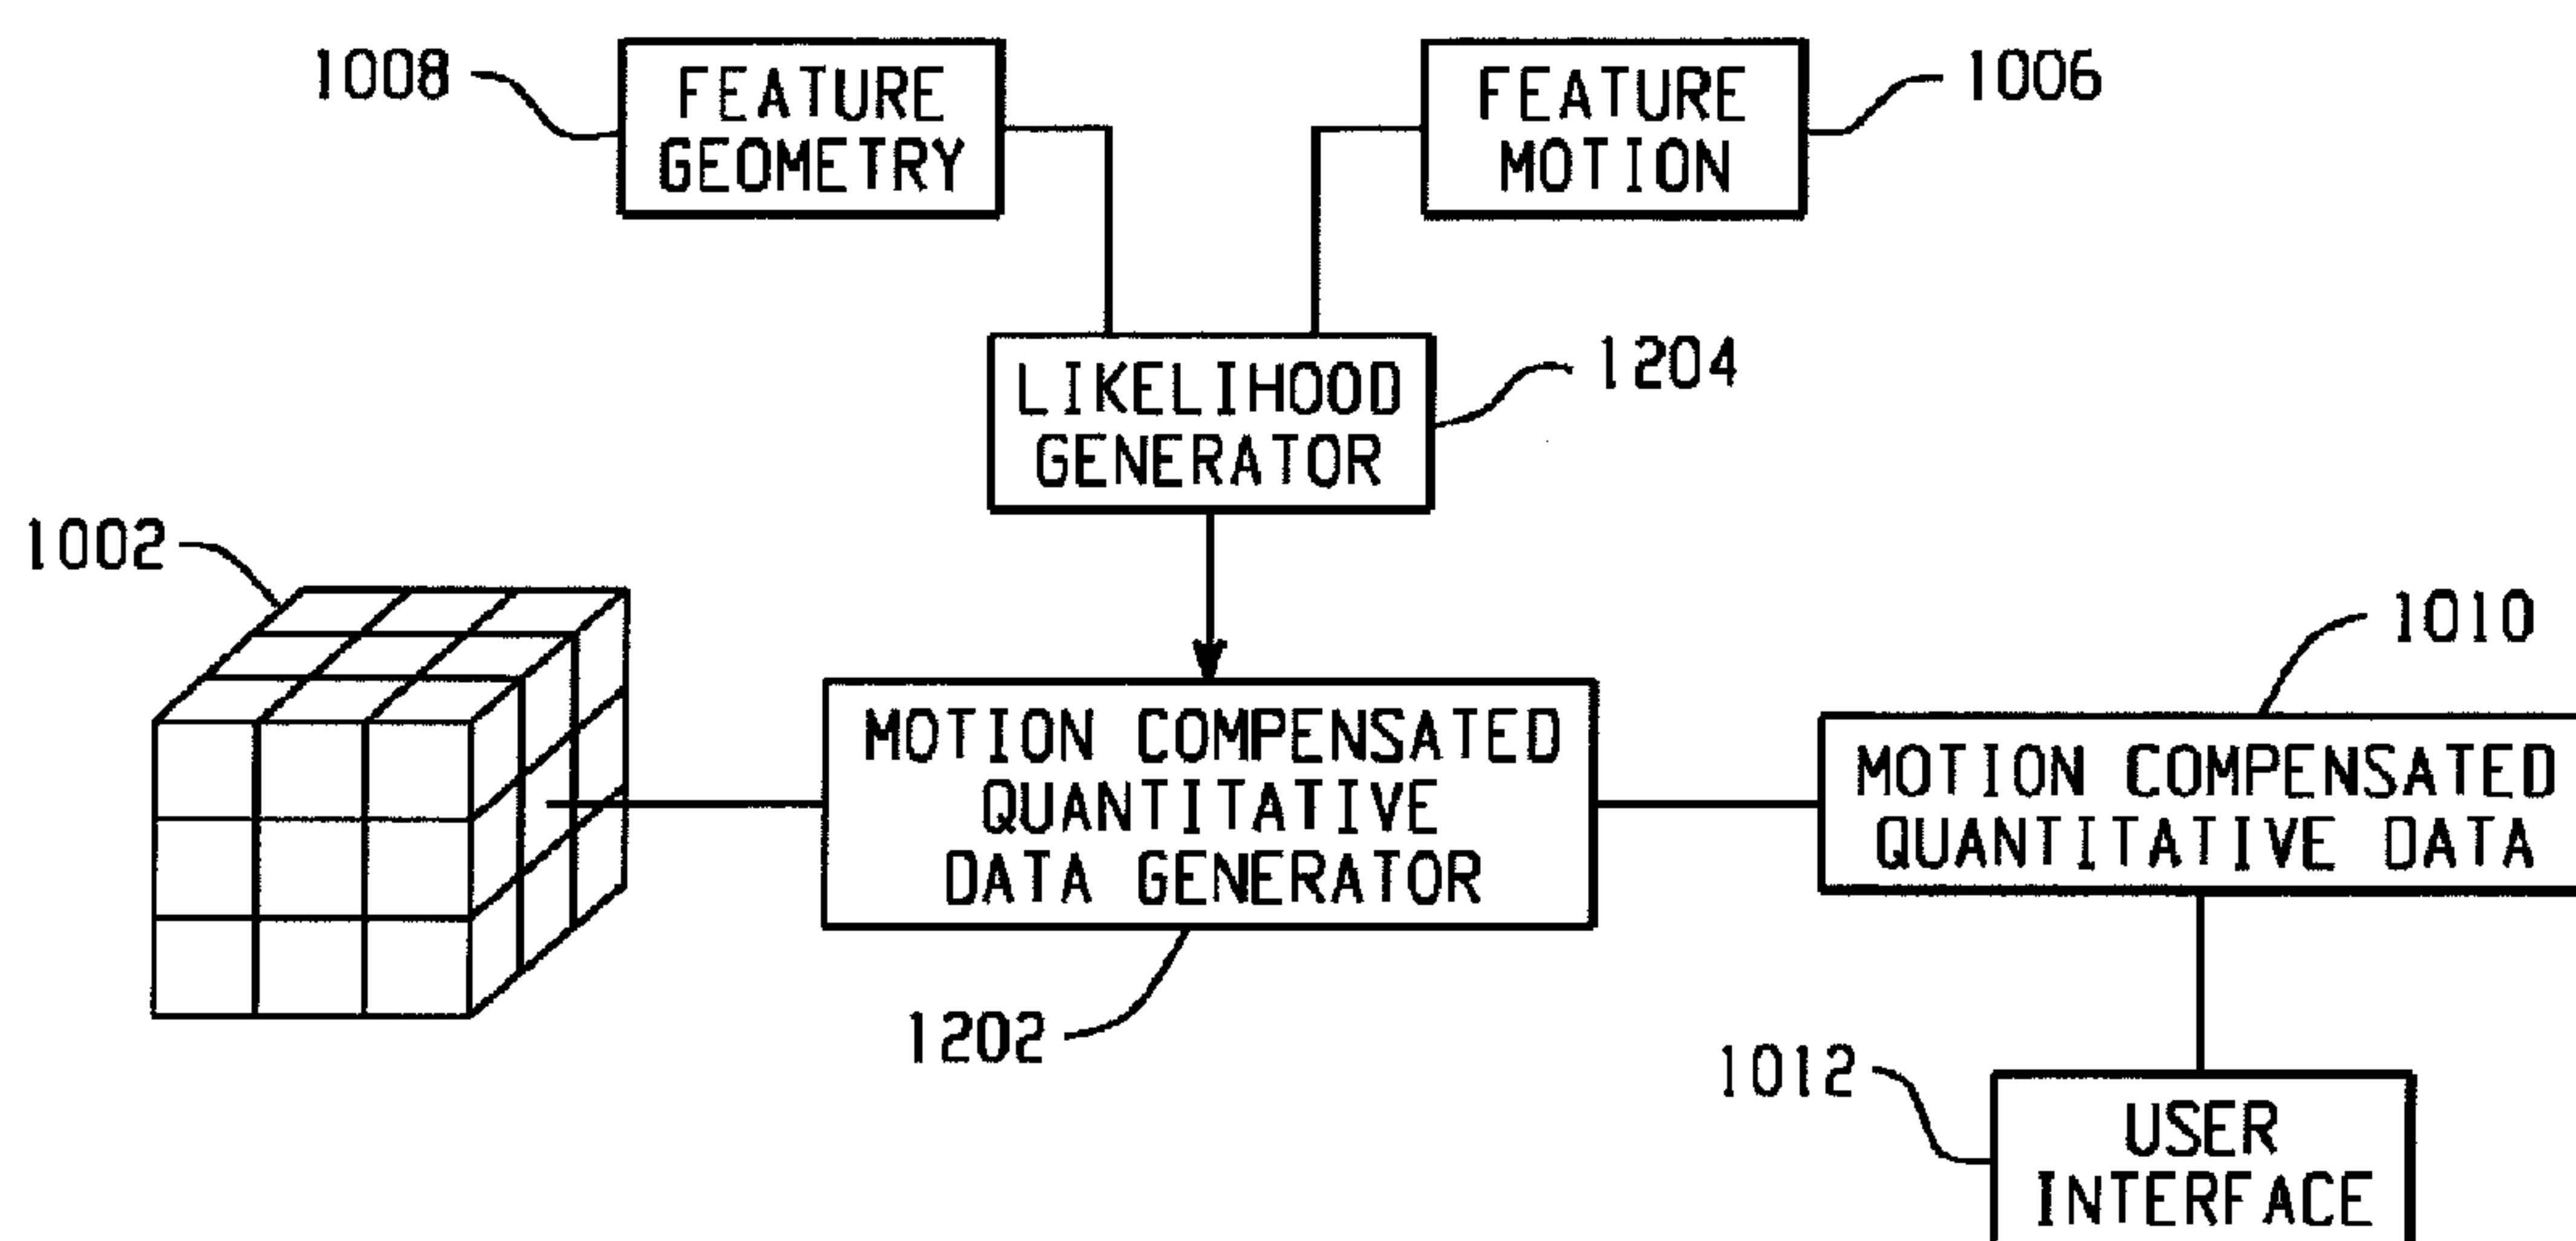 1008
FEATURE
GEOMETRY
FEATURE
MOTION
1006
LIKELIHOOD
GENERATOR
1204
1002
MOTION COMPENSATED
QUANTITATIVE
DATA GENERATOR
1202
1010
MOTION COMPENSATED
QUANTITATIVE DATA
1012
USER
INTERFACE